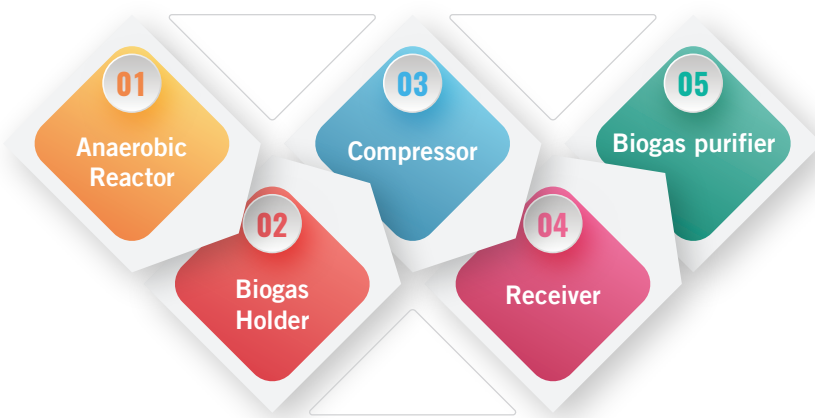 01
Anaerobic
Reactor
02
Biogas
Holder
03
Compressor
04
Receiver
05
Biogas purifier